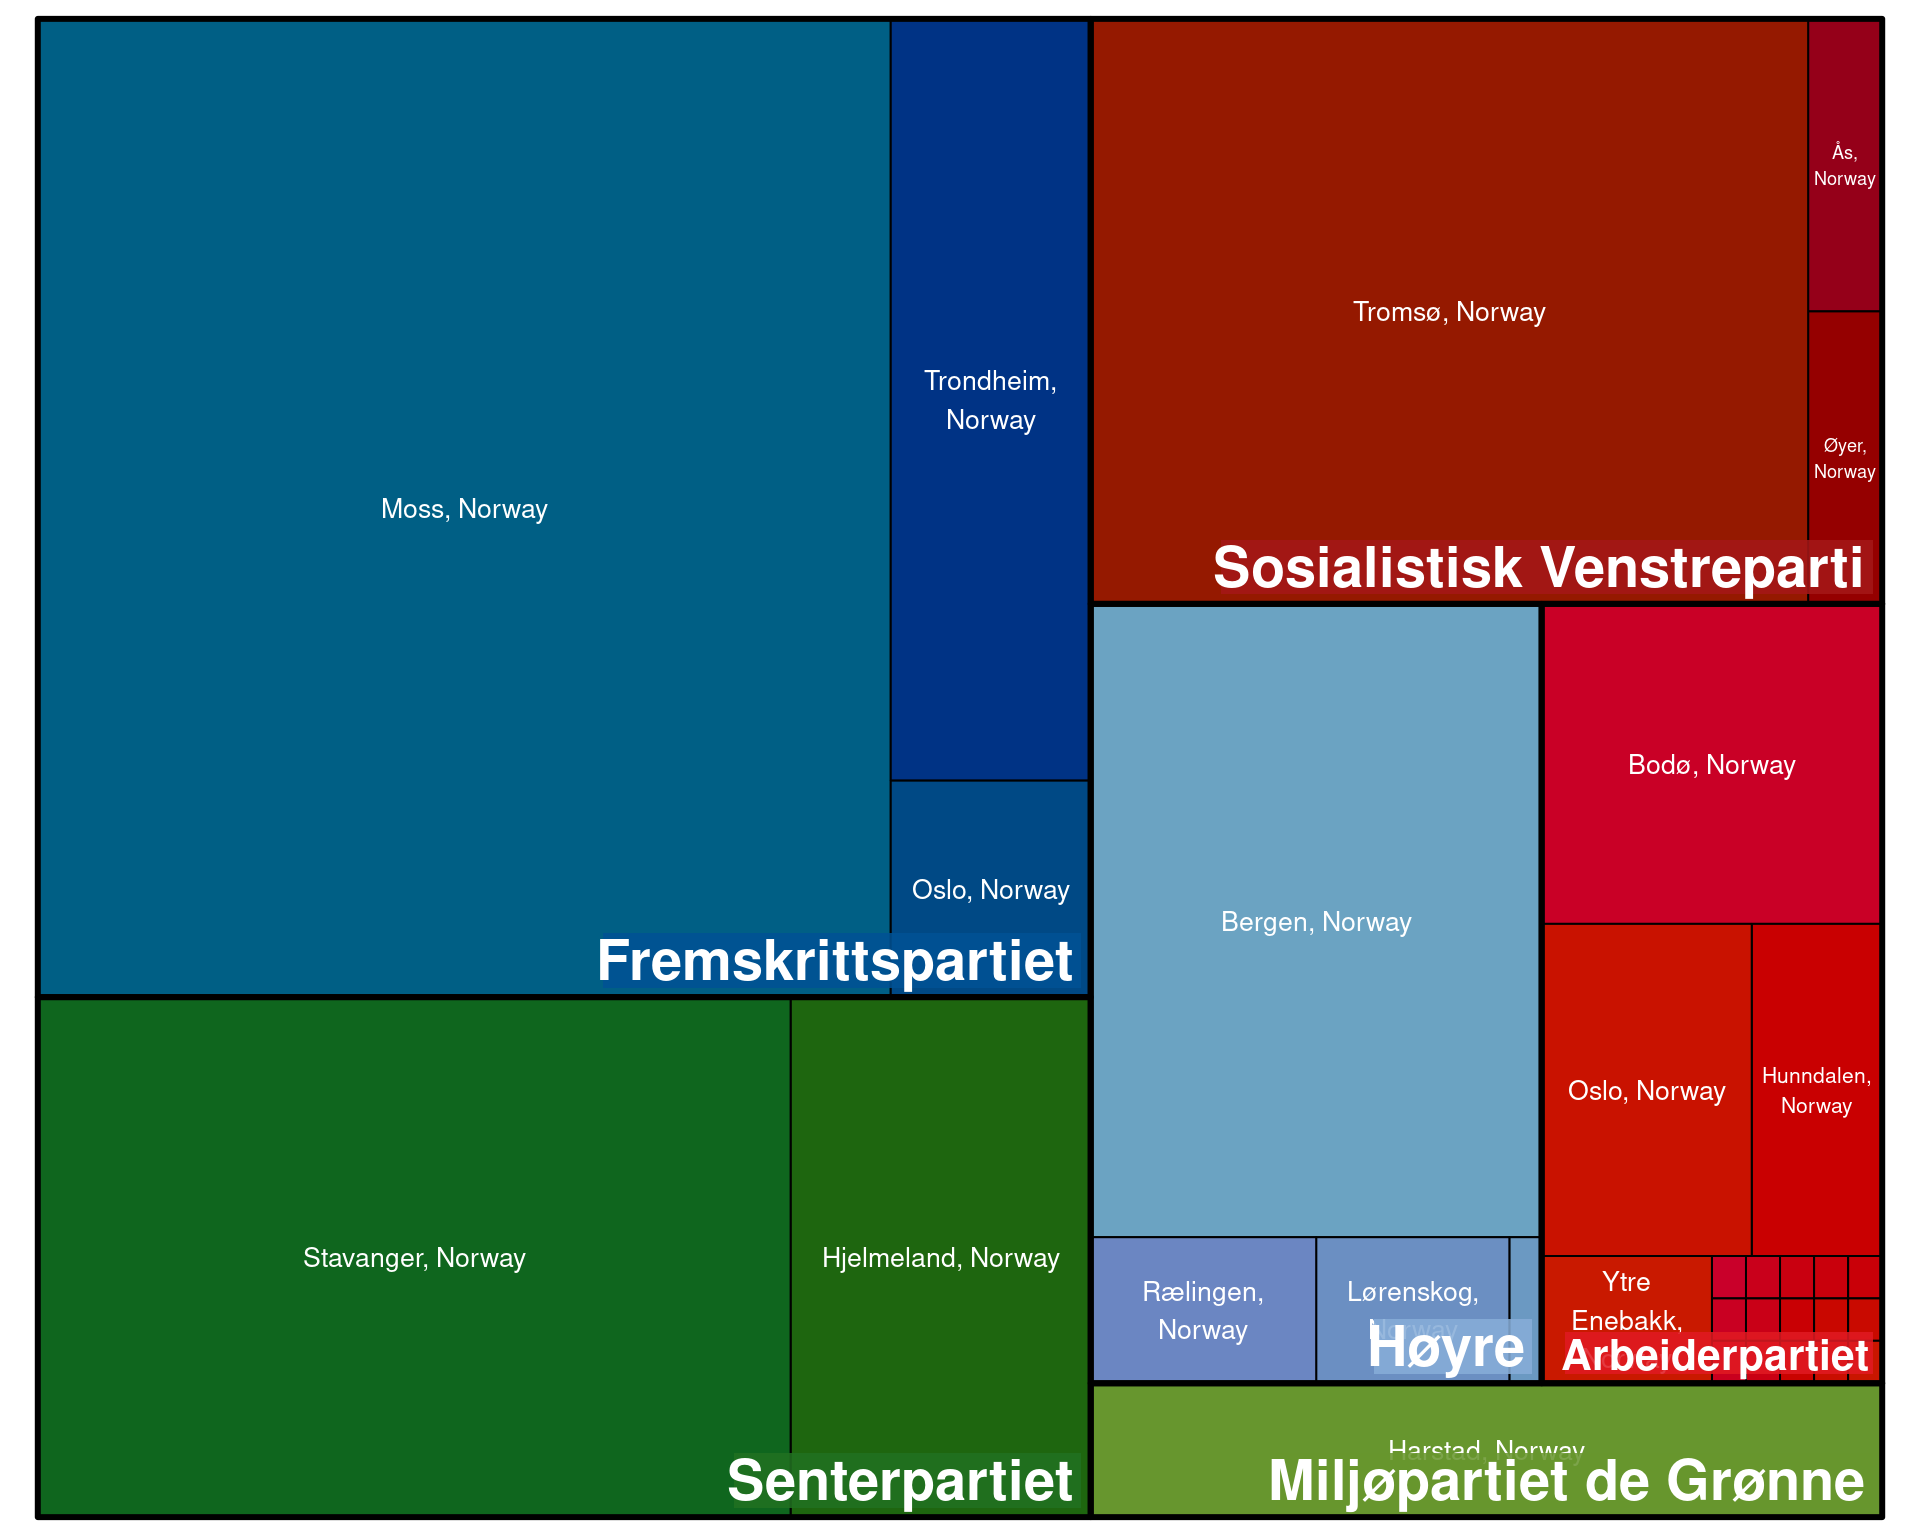 Moss, Norway
Trondheim,
Norway
Oslo, Norway
Fremskrittspartiet
Stavanger, Norway
Hjelmeland, Norway
Senterpartiet
Tromsø, Norway
Ås,
Norway
Øyer,
Norway
Sosialistisk Venstreparti
Bergen, Norway
Rælingen,
Norway
Lørenskog,
Norway
Høyre
Bodø, Norway
Oslo, Norway
Hunndalen,
Norway
Ytre
Enebakk,
Arbeiderpartiet
Harstad, Norway
Miljøpartiet de Grønne